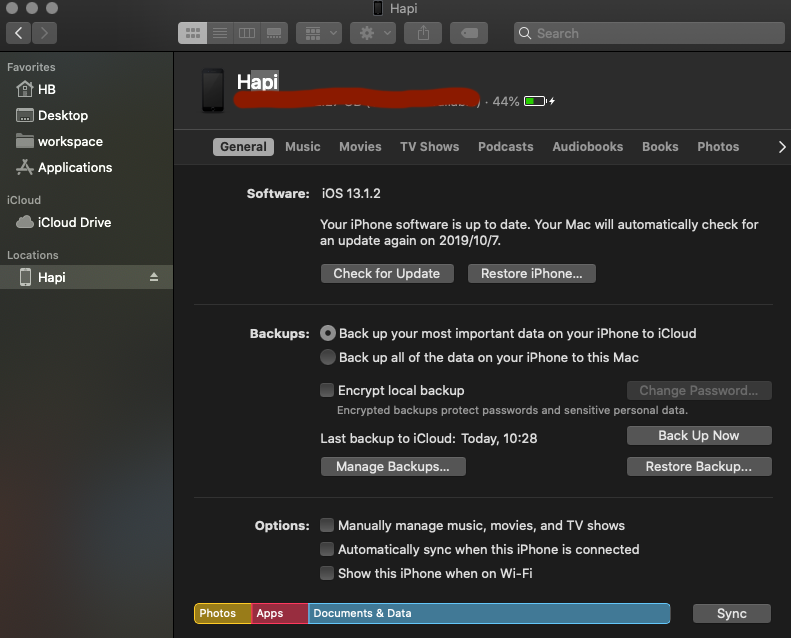 Hapi
Search
Favorites
HB
Desktop
workspace
Applications
iCloud
iCloud Drive
Locations
Hapi
Hapi
· 44%
General Music Movies TV Shows Podcasts Audiobooks Books Photos
Software: iOS 13.1.2
Your iPhone software is up to date. Your Mac will automatically check for
an update again on 2019/10/7.
Check for Update Restore iPhone...
Backups: Back up your most important data on your iPhone to iCloud
Back up all of the data on your iPhone to this Mac
Encrypt local backup Change Password...
Encrypted backups protect passwords and sensitive personal data.
Last backup to iCloud: Today, 10:28 Back Up Now
Manage Backups... Restore Backup...
Options: Manually manage music, movies, and TV shows
Automatically sync when this iPhone is connected
Show this iPhone when on Wi-Fi
Photos Apps Documents & Data Sync